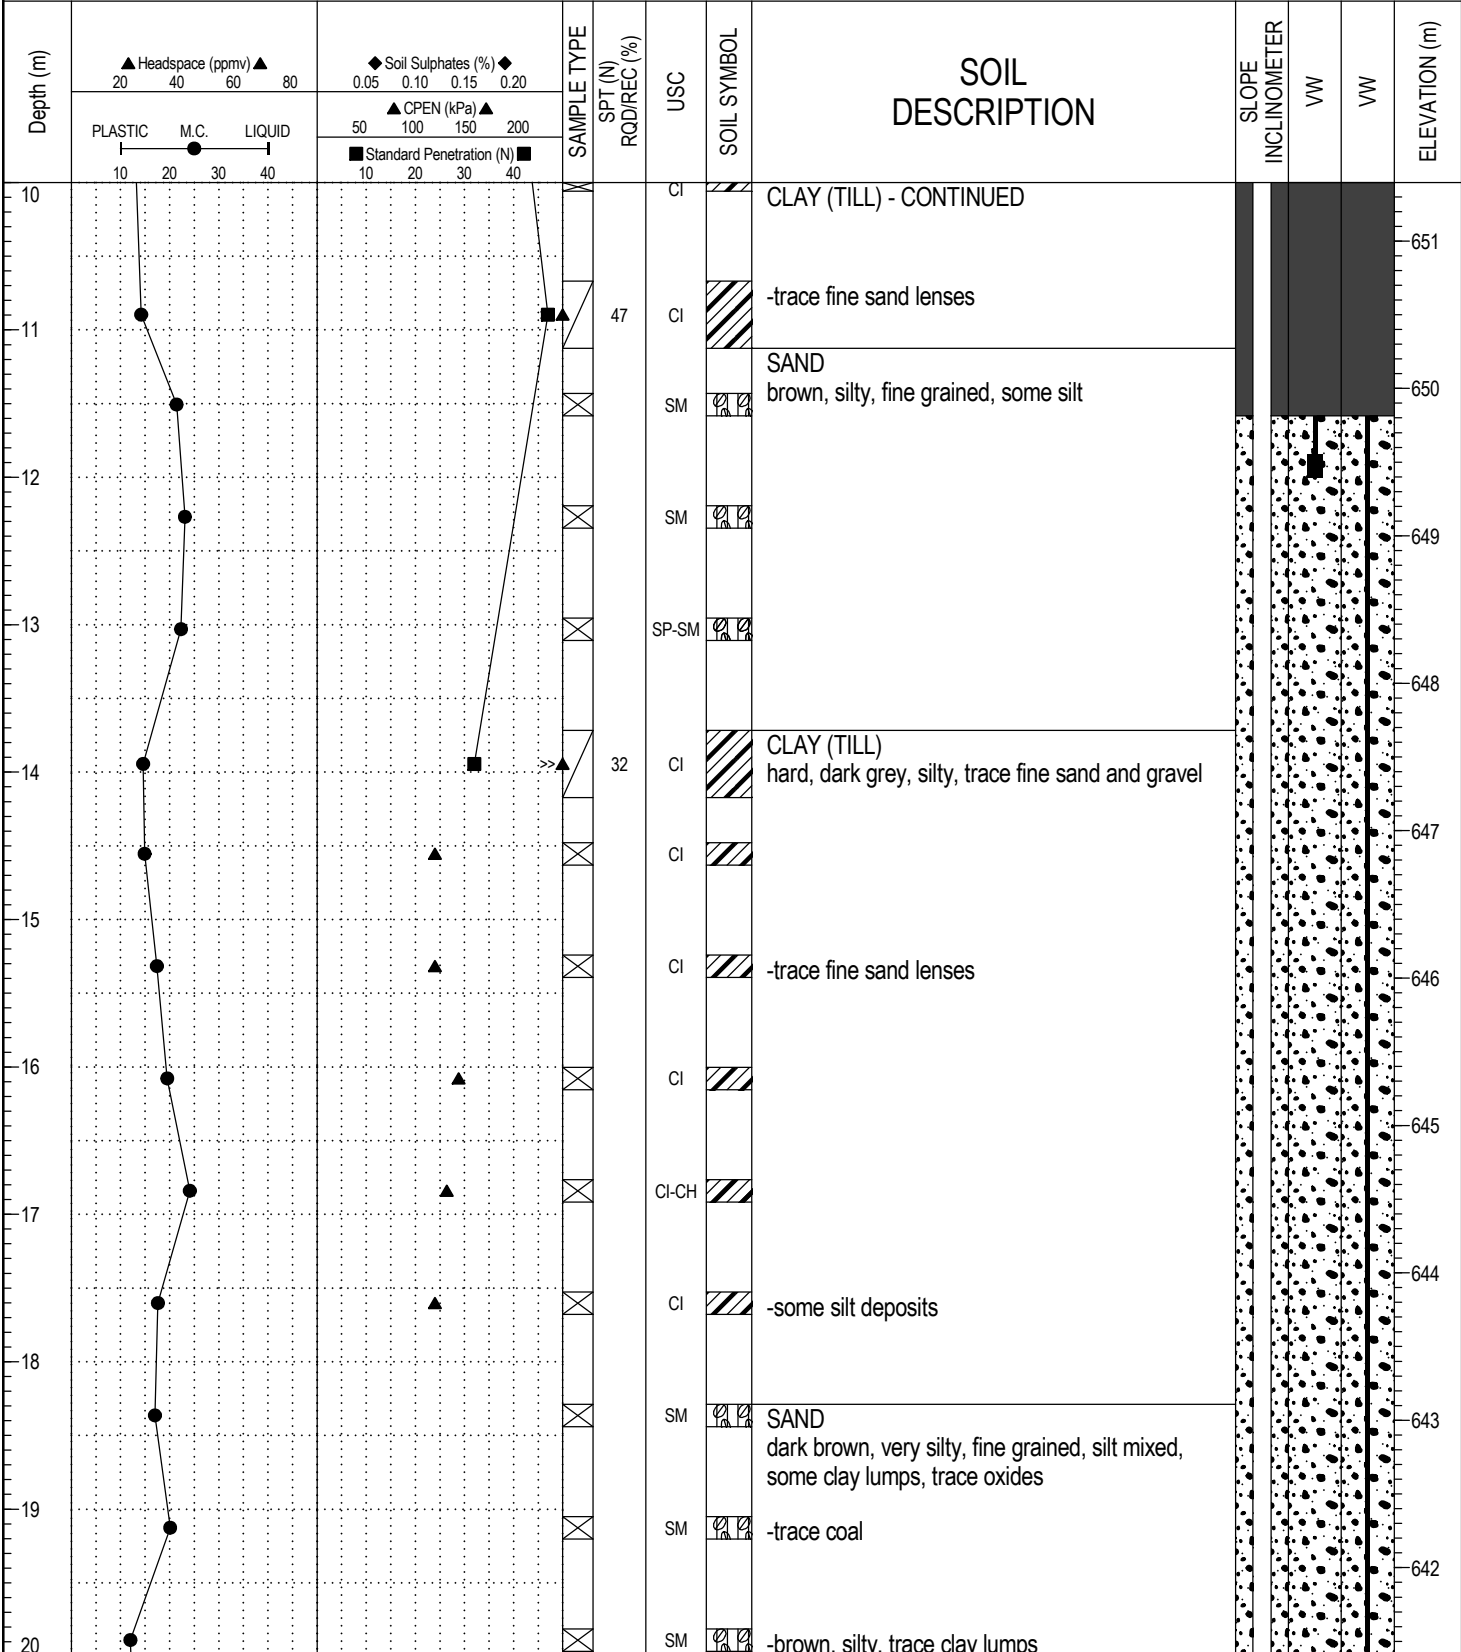 Depth (m)
▲ Headspace (ppmv) ▲
20 40 60 80
PLASTIC M.C. LIQUID
10 20 30 40
◆ Soil Sulphates (%) ◆
0.05 0.10 0.15 0.20
▲ CPEN (kPa) ▲
50 100 150 200
■ Standard Penetration (N) ■
10 20 30 40
SAMPLE TYPE
SPT (N)
RQD/REC (%)
USC
SOIL SYMBOL
SOIL
DESCRIPTION
SLOPE
INCLINOMETER
VW
VW
ELEVATION (m)
10
CI
CLAY (TILL) - CONTINUED
651
-trace fine sand lenses
47
CI
11
SAND
650
brown, silty, fine grained, some silt
SM
12
SM
649
13
SP-SM
648
CLAY (TILL)
>>
32
CI
14
hard, dark grey, silty, trace fine sand and gravel
647
CI
15
CI
-trace fine sand lenses
646
16
CI
645
CI-CH
17
644
CI
-some silt deposits
18
SM
SAND
643
dark brown, very silty, fine grained, silt mixed,
some clay lumps, trace oxides
19
SM
-trace coal
642
20
SM
-brown, silty, trace clay lumps